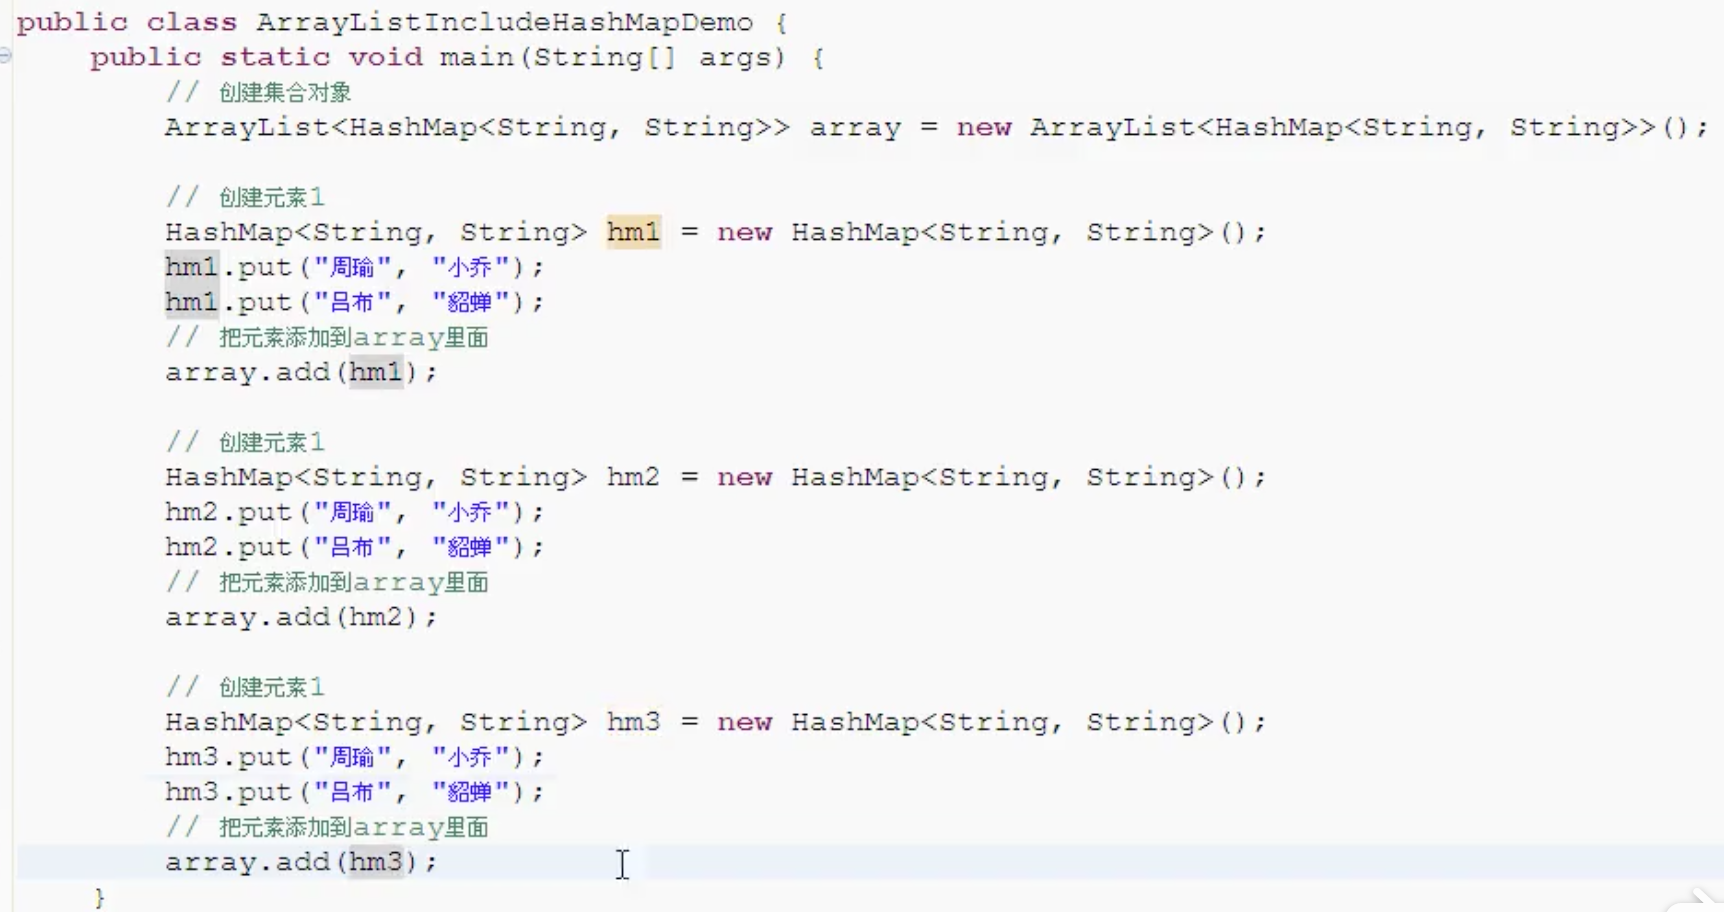 public class ArrayListIncludeHashMapDemo {
public static void main(String[] args) {
// 创建集合对象
ArrayList<HashMap<String, String>> array = new ArrayList<HashMap<String, String>>();
// 创建元素1
HashMap<String, String> hm1 = new HashMap<String, String>();
hm1.put("周瑜", "小乔");
hm1.put("吕布", "貂蝉");
// 把元素添加到array里面
array.add(hm1);
// 创建元素1
HashMap<String, String> hm2 = new HashMap<String, String>();
hm2.put("周瑜", "小乔");
hm2.put("吕布", "貂蝉");
// 把元素添加到array里面
array.add(hm2);
// 创建元素1
HashMap<String, String> hm3 = new HashMap<String, String>();
hm3.put("周瑜", "小乔");
hm3.put("吕布", "貂蝉");
// 把元素添加到array里面
array.add(hm3);
}